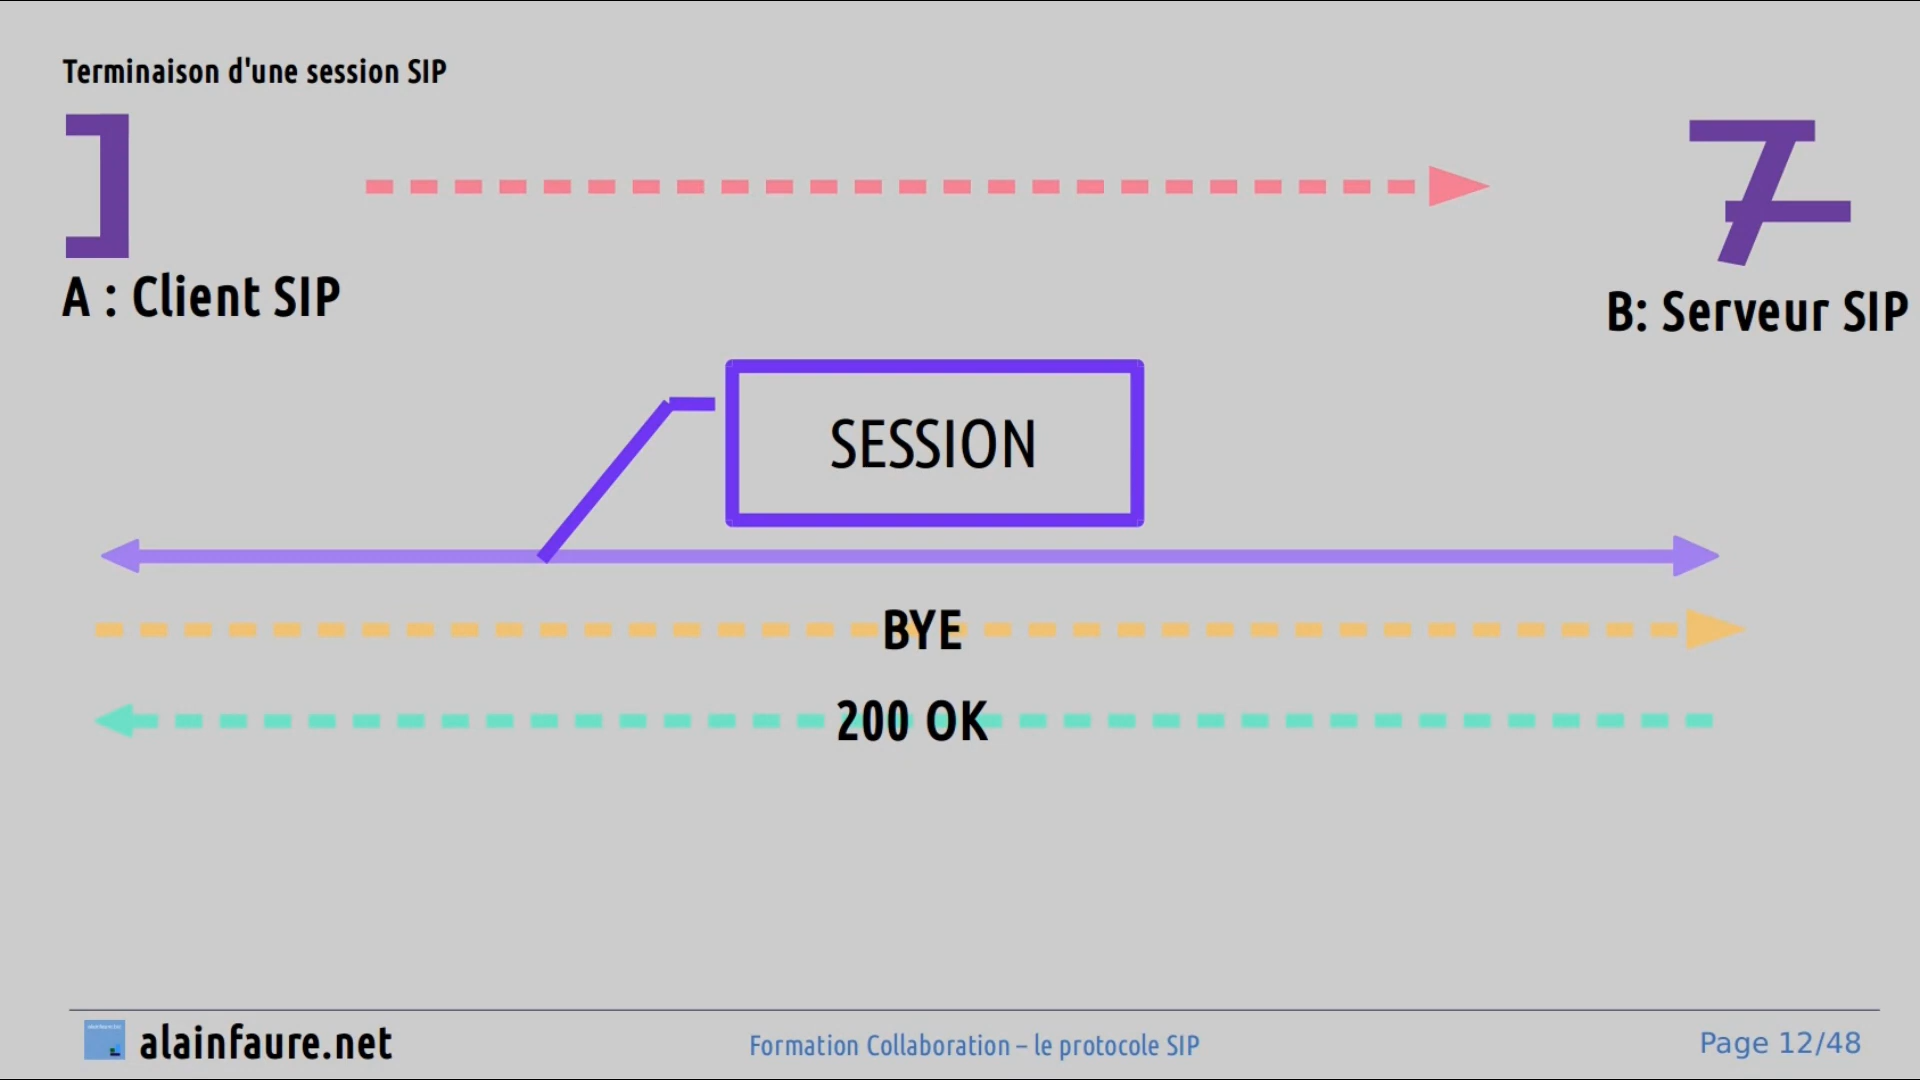 Terminaison d'une session SIP
A : Client SIP
B: Serveur SIP
SESSION
BYE
200 OK
alainfaure.net
Formation Collaboration – le protocole SIP
Page 12/48